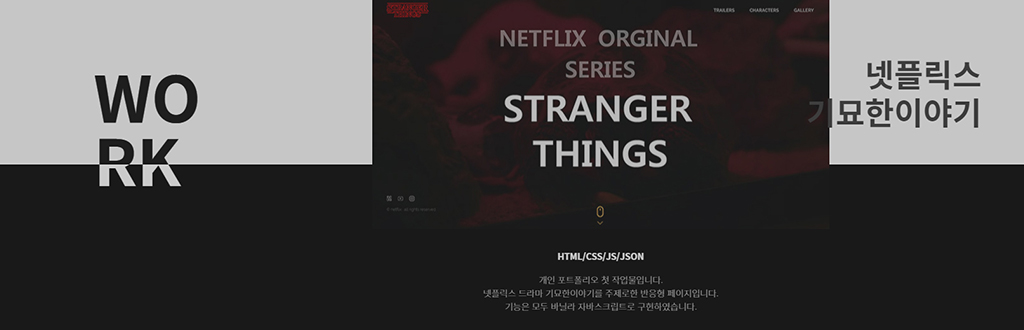 WO
RK
STRANGER
THINGS
TRAILERS
CHARACTERS
GALLERY
NETFLIX ORGINAL
SERIES
STRANGER
THINGS
넷플릭스
기묘한이야기
HTML/CSS/JS/JSON
개인 포트폴리오 첫 작업물입니다.
넷플릭스 드라마 기묘한이야기를 주제로한 반응형 페이지입니다.
기능은 모두 바닐라 자바스크립트로 구현하였습니다.